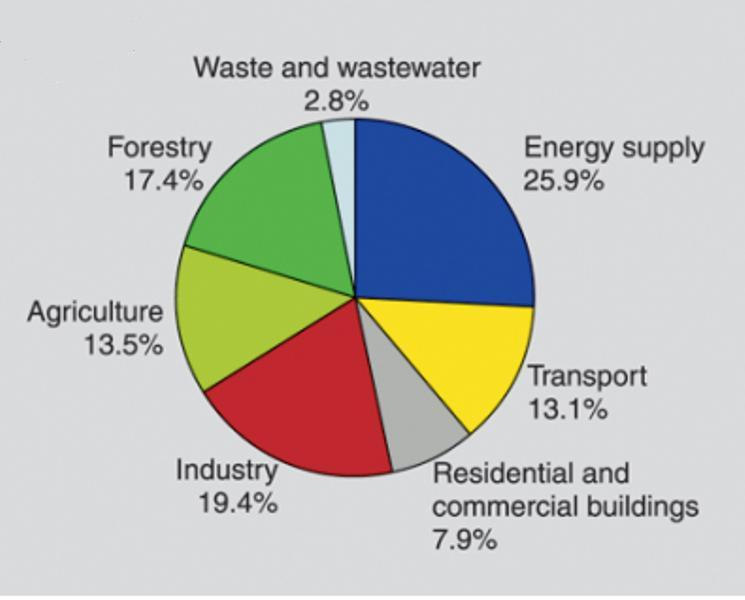 Waste and wastewater
2.8%
Energy supply
25.9%
Forestry
17.4%
Agriculture
13.5%
Transport
13.1%
Industry
19.4%
Residential and
commercial buildings
7.9%